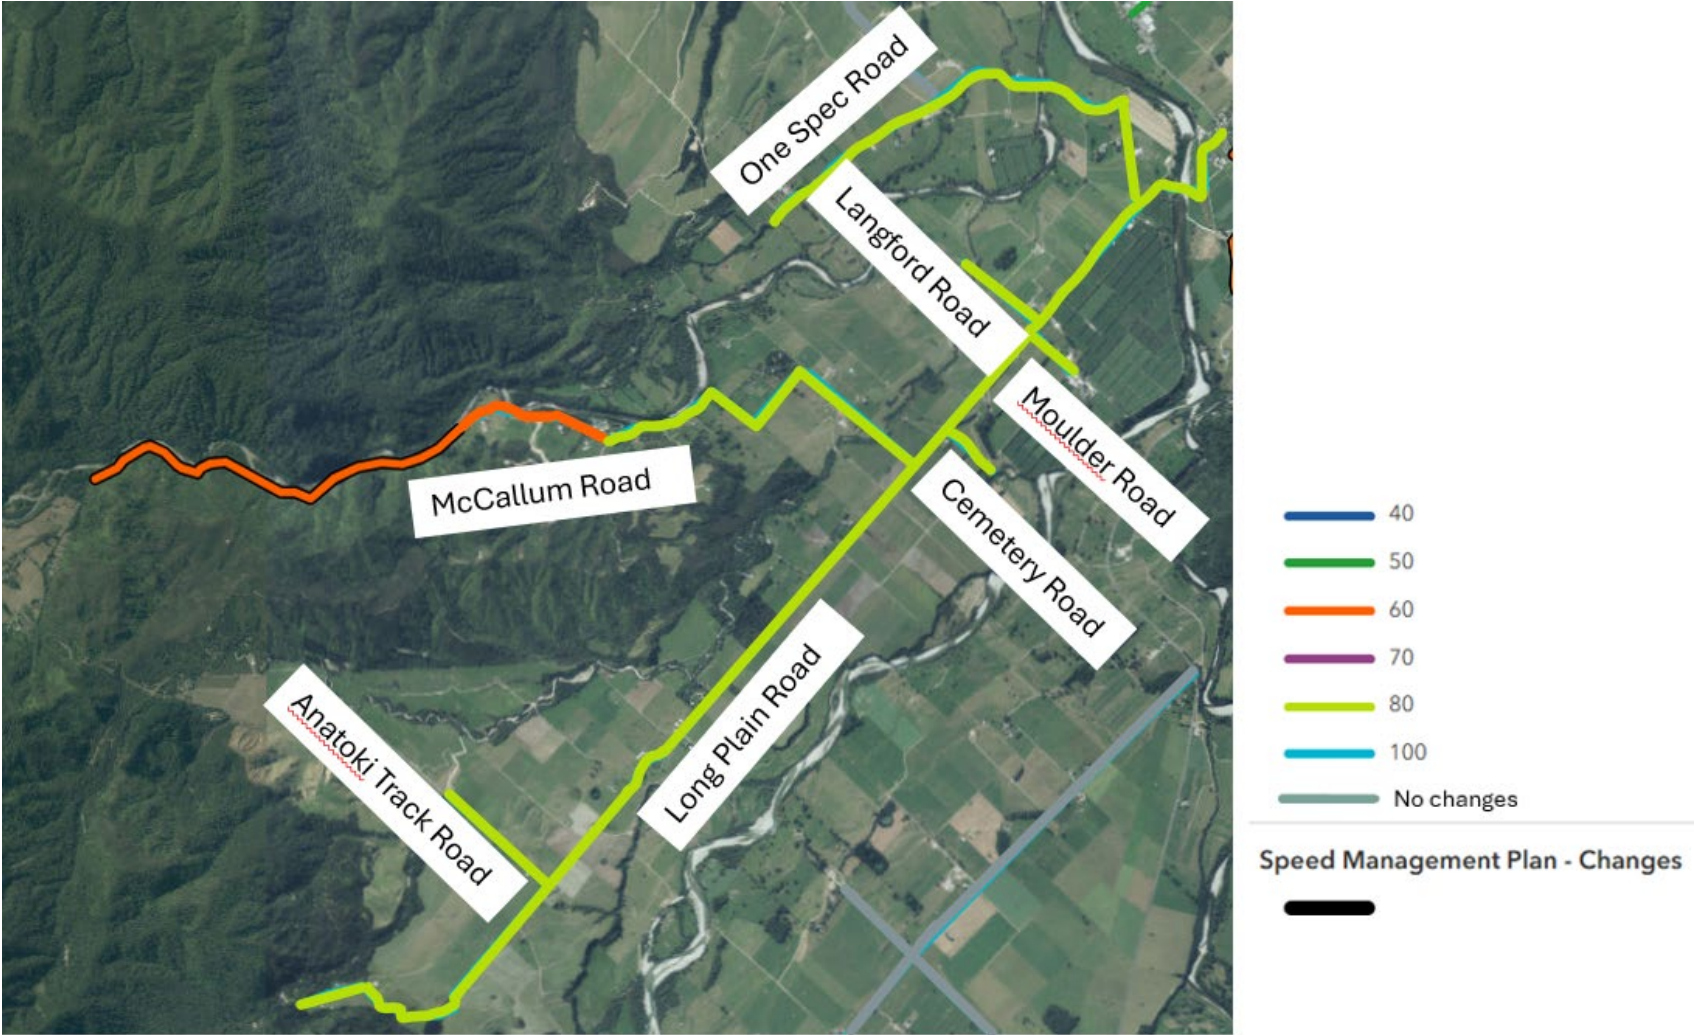 One Spec Road
Langford Road
Moulder Road
McCallum Road
Cemetery Road
Long Plain Road
Anatoki Track Road
40
50
60
70
80
100
No changes
Speed Management Plan - Changes